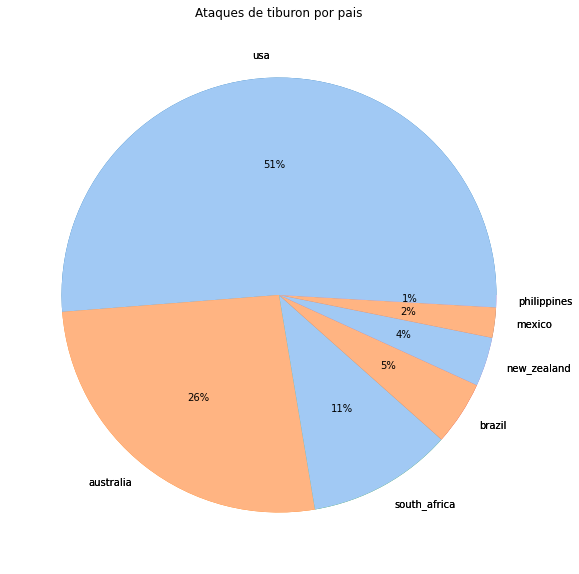 Ataques de tiburon por pais
usa
51%
philippines
1%
2%
mexico
4%
new_zealand
5%
brazil
26%
11%
australia
south_africa